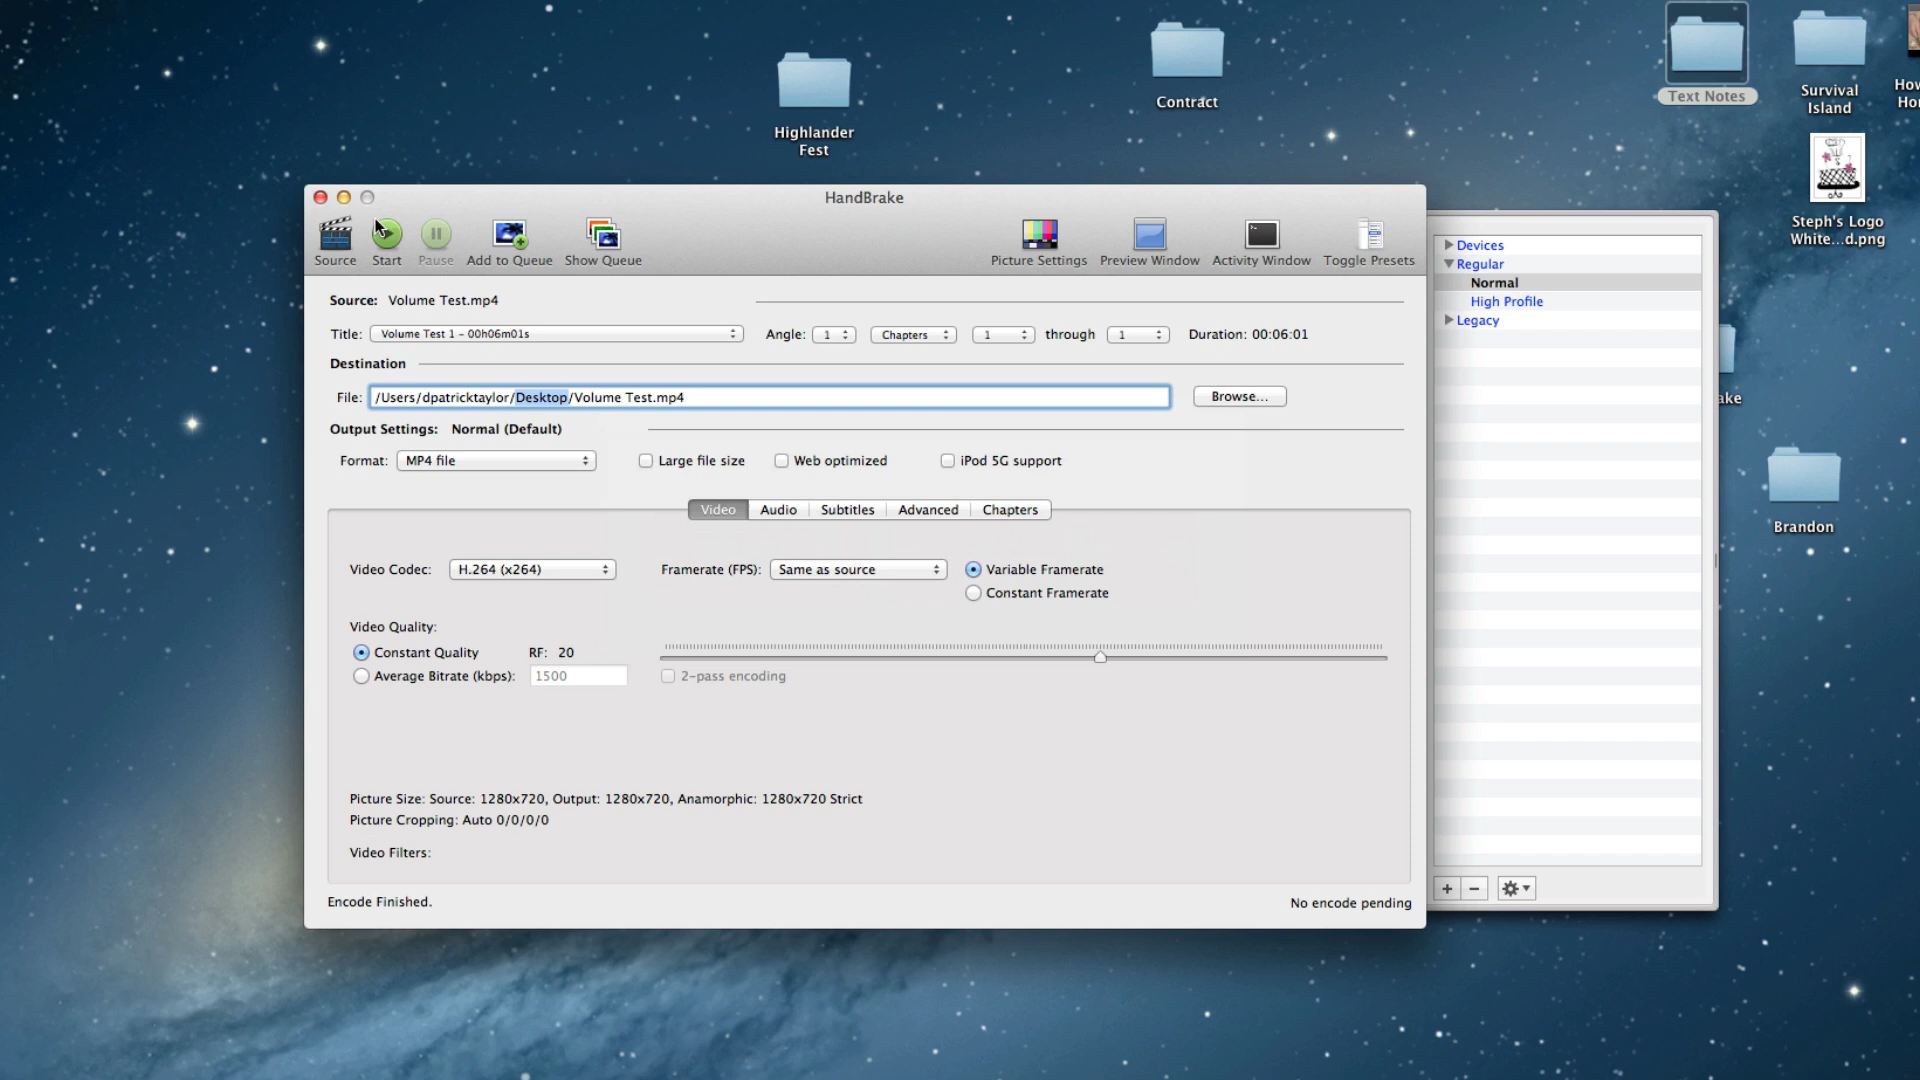 Highlander
Fest
Contract
Text Notes
Survival
Island
How
Steph's Logo
White...d.png
HandBrake
Source Start Pause Add to Queue Show Queue Picture Settings Preview Window Activity Window Toggle Presets
Source: Volume Test.mp4
Title: Volume Test 1 - 00h06m01s Angle: 1 Chapters 1 through 1 Duration: 00:06:01
Destination
File: /Users/dpatricktaylor/Desktop/Volume Test.mp4 Browse...
Output Settings: Normal (Default)
Format: MP4 file Large file size Web optimized iPod 5G support
Video Audio Subtitles Advanced Chapters
Video Codec: H.264 (x264) Framerate (FPS): Same as source Variable Framerate
Constant Framerate
Video Quality:
Constant Quality RF: 20
Average Bitrate (kbps): 1500 2-pass encoding
Picture Size: Source: 1280x720, Output: 1280x720, Anamorphic: 1280x720 Strict
Picture Cropping: Auto 0/0/0/0
Video Filters:
Encode Finished. No encode pending
Devices
Regular
Normal
High Profile
Legacy
ake
Brandon